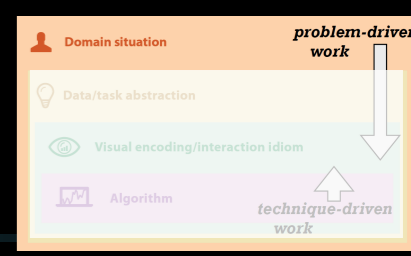 problem-driven
work
Domain situation
Data/task abstraction
Visual encoding/interaction idiom
Algorithm
technique-driven
work